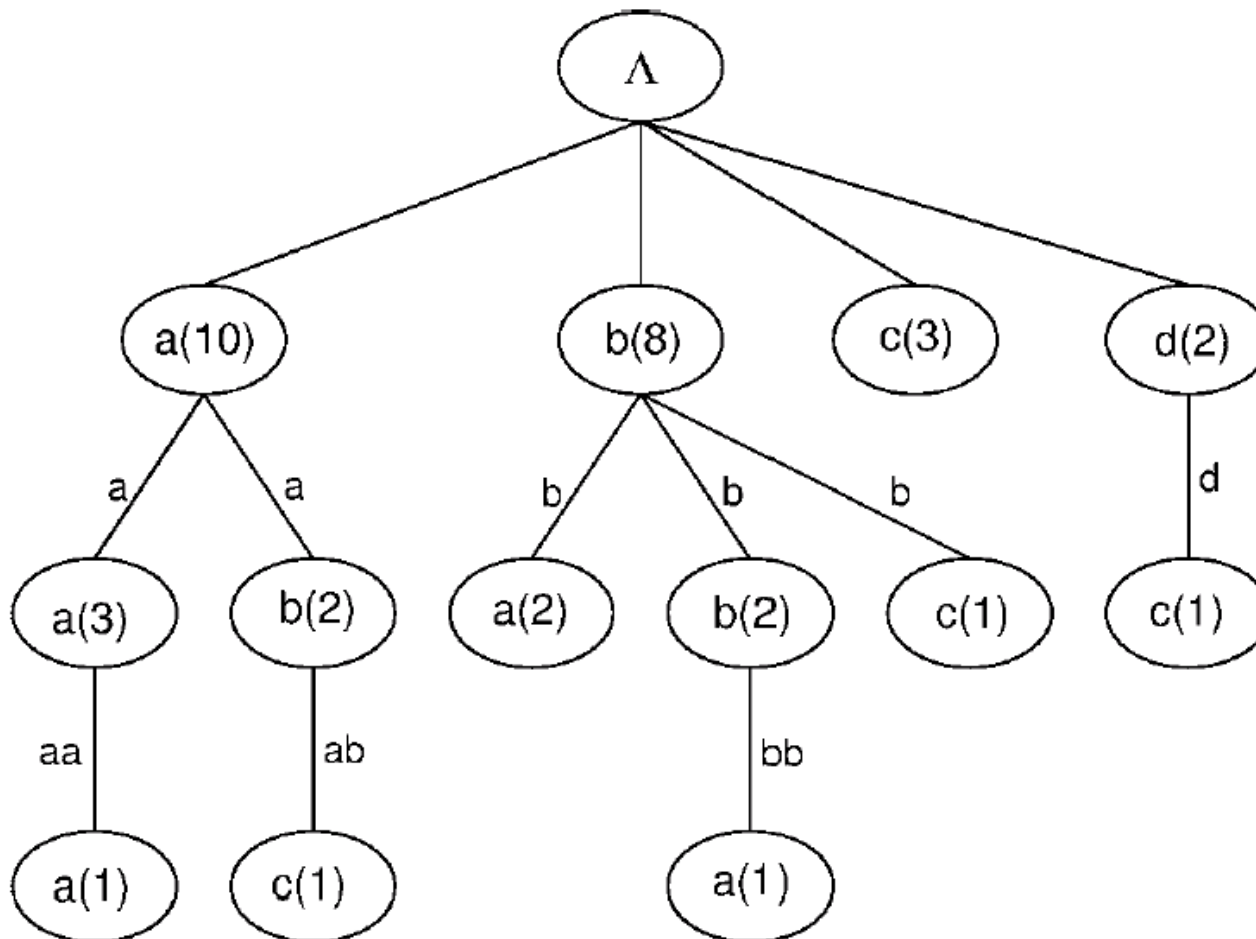 Λ
a(10) b(8) c(3) d(2)
a a b b b d
a(3) b(2) a(2) b(2) c(1) c(1)
aa ab bb
a(1) c(1) a(1)